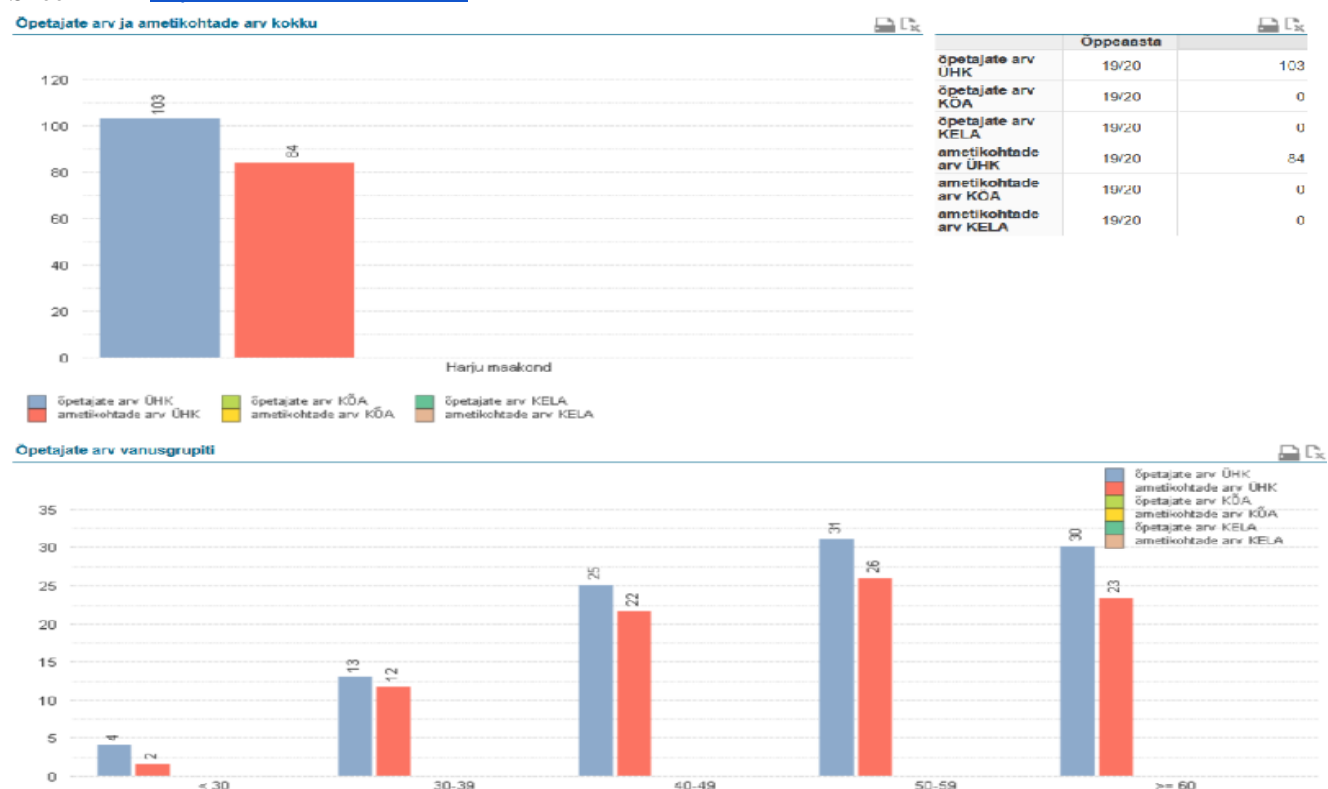 Õpetajate arv ja ametikohtade arv kokku
120
100
80
60
40
20
0
103
84
Harju maakond
õpetajate arv ÜHK
õpetajate arv KÕA
õpetajate arv KELA
ametikohtade arv ÜHK
ametikohtade arv KÕA
ametikohtade arv KELA
Õppeaasta
õpetajate arv
ÜHK
19/20
103
õpetajate arv
KÕA
19/20
0
õpetajate arv
KELA
19/20
0
ametikohtade
arv ÜHK
19/20
84
ametikohtade
arv KÕA
19/20
0
ametikohtade
arv KELA
19/20
0
Õpetajate arv vanusgrupiti
õpetajate arv ÜHK
ametikohtade arv ÜHK
õpetajate arv KÕA
ametikohtade arv KÕA
õpetajate arv KELA
ametikohtade arv KELA
35
30
25
20
15
10
5
0
4
2
13
12
25
22
31
26
30
23
< 30
30-39
40-49
50-59
>= 60